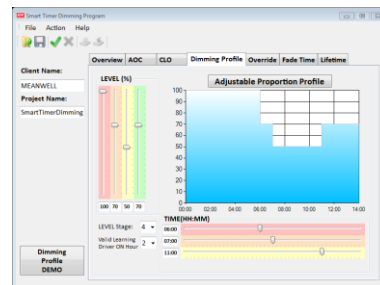 Smart Timer Dimming Program
File Action Help
Overview AOC CLO Dimming Profile Override Fade Time Lifetime
Client Name:
MEANWELL
Project Name:
SmartTimerDimming
LEVEL (%)
Adjustable Proportion Profile
100
90
80
70
60
50
40
30
20
10
0
00:00 02:00 04:00 06:00 08:00 10:00 12:00 14:00
100 70 50 70
TIME(HH:MM)
LEVEL Stage: 4
06:00
Valid Learning
Driver ON Hour 2
07:00
11:00
Dimming
Profile
DEMO